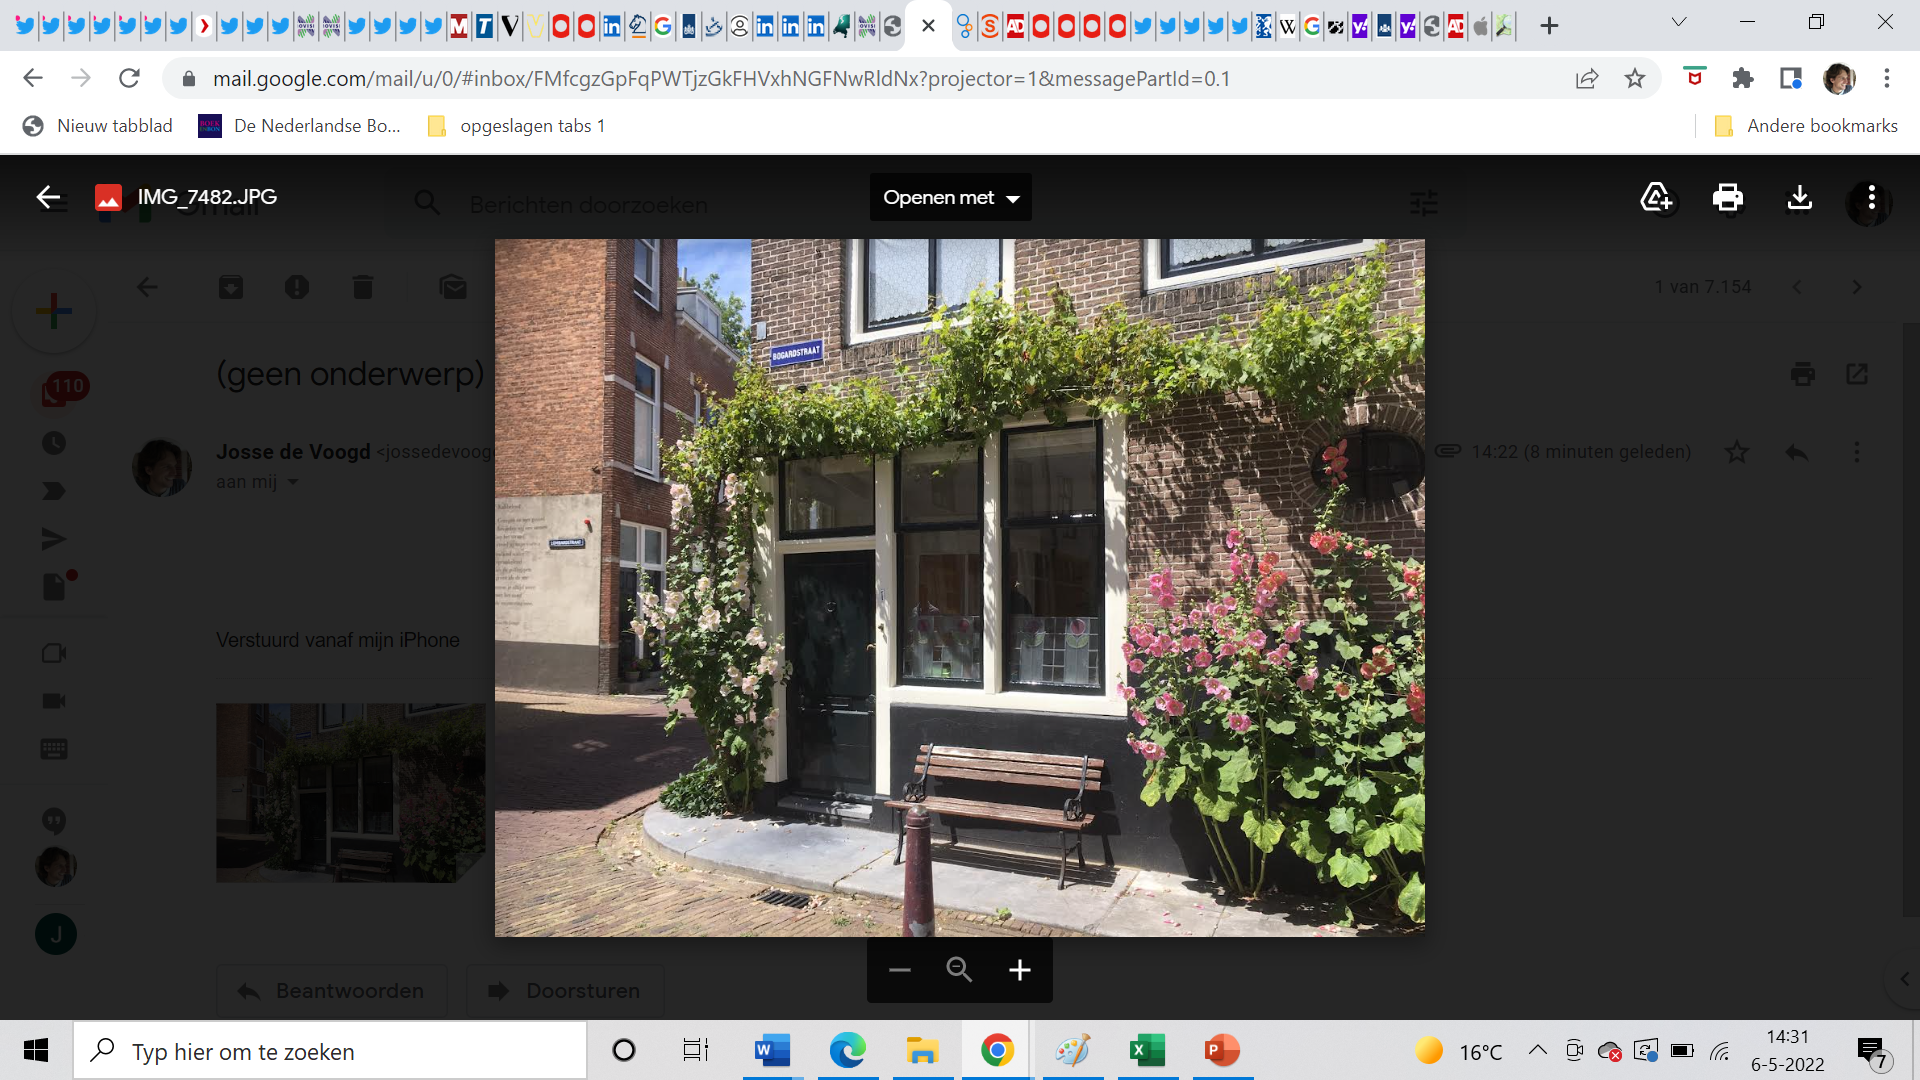 mail.google.com/mail/u/0/#inbox/FMfcgzGpFqPWTjzGkFHVxhNGFNwRldNx?projector=1&messagePartId=0.1
Nieuw tabblad
De Nederlandse Bo...
opgeslagen tabs 1
Andere bookmarks
IMG_7482.JPG
Berichten doorzoeken
Openen met
1 van 7.154
(geen onderwerp)
110
BOGARDSTRAAT
Josse de Voogd <jossedevoog
14:22 (8 minuten geleden)
aan mij
LOMBARDSTRAAT
Verstuurd vanaf mijn iPhone
J
Beantwoorden
Doorsturen
Typ hier om te zoeken
16°C
14:31
6-5-2022
7